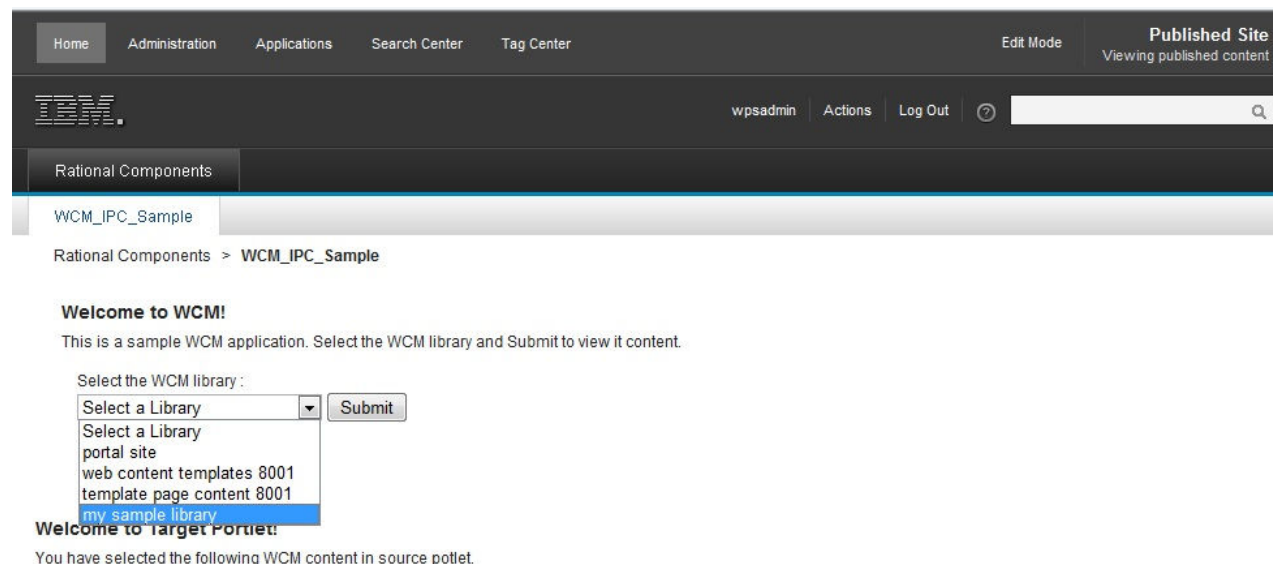 Home Administration Applications Search Center Tag Center Edit Mode Published Site
Viewing published content
IBM.
wpsadmin Actions Log Out ?
Rational Components
WCM_IPC_Sample
Rational Components > WCM_IPC_Sample
Welcome to WCM!
This is a sample WCM application. Select the WCM library and Submit to view it content.
Select the WCM library :
Select a Library Submit
Select a Library
portal site
web content templates 8001
template page content 8001
my sample library
Welcome to Target Portlet!
You have selected the following WCM content in source potlet.